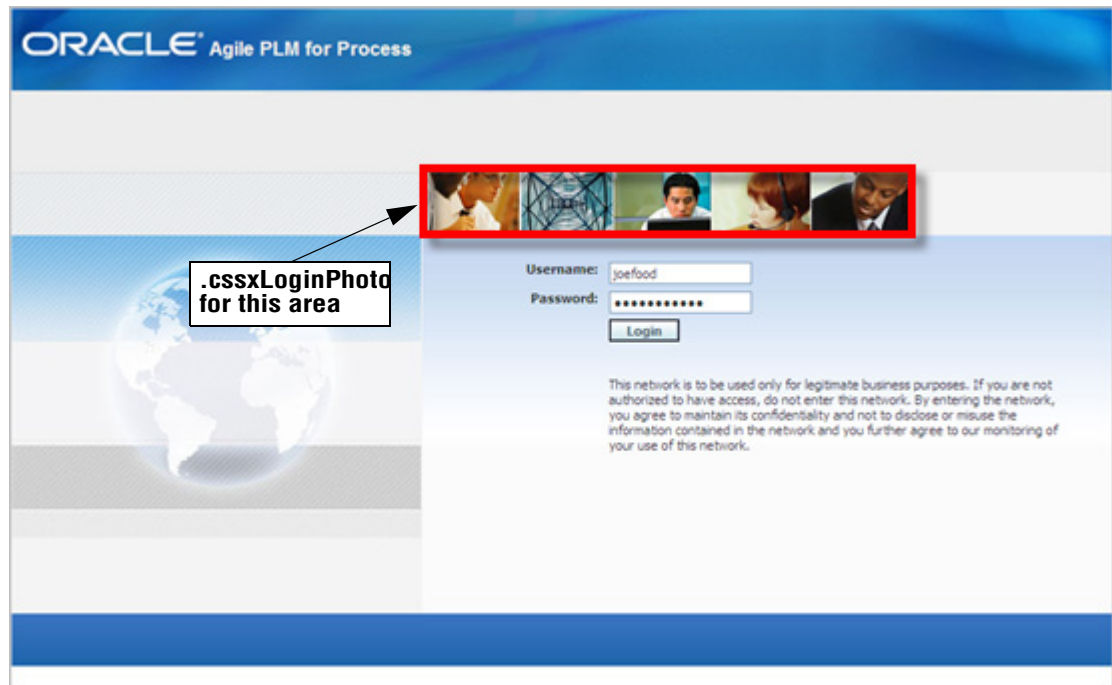 ORACLE® Agile PLM for Process
.cssxLoginPhoto
for this area
Username: joefood
Password: •••••••••••
Login
This network is to be used only for legitimate business purposes. If you are not
authorized to have access, do not enter this network. By entering the network,
you agree to maintain its confidentiality and not to disclose or misuse the
information contained in the network and you further agree to our monitoring of
your use of this network.